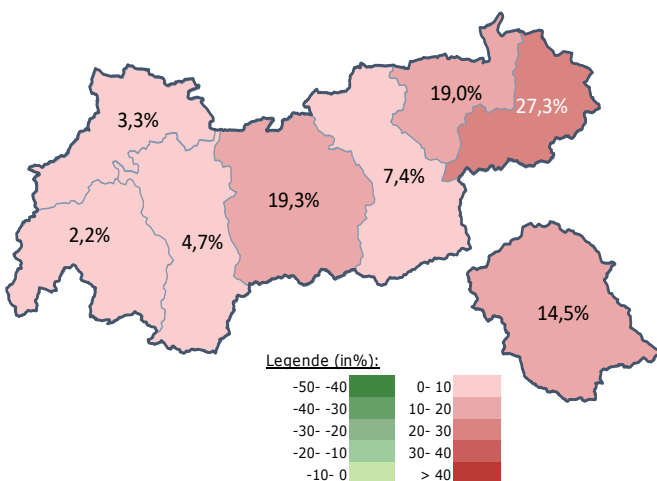 19,0%
27,3%
3,3%
7,4%
19,3%
2,2%
4,7%
14,5%
Legende (in%):
-50- -40 0- 10
-40- -30 10- 20
-30- -20 20- 30
-20- -10 30- 40
-10- 0 > 40